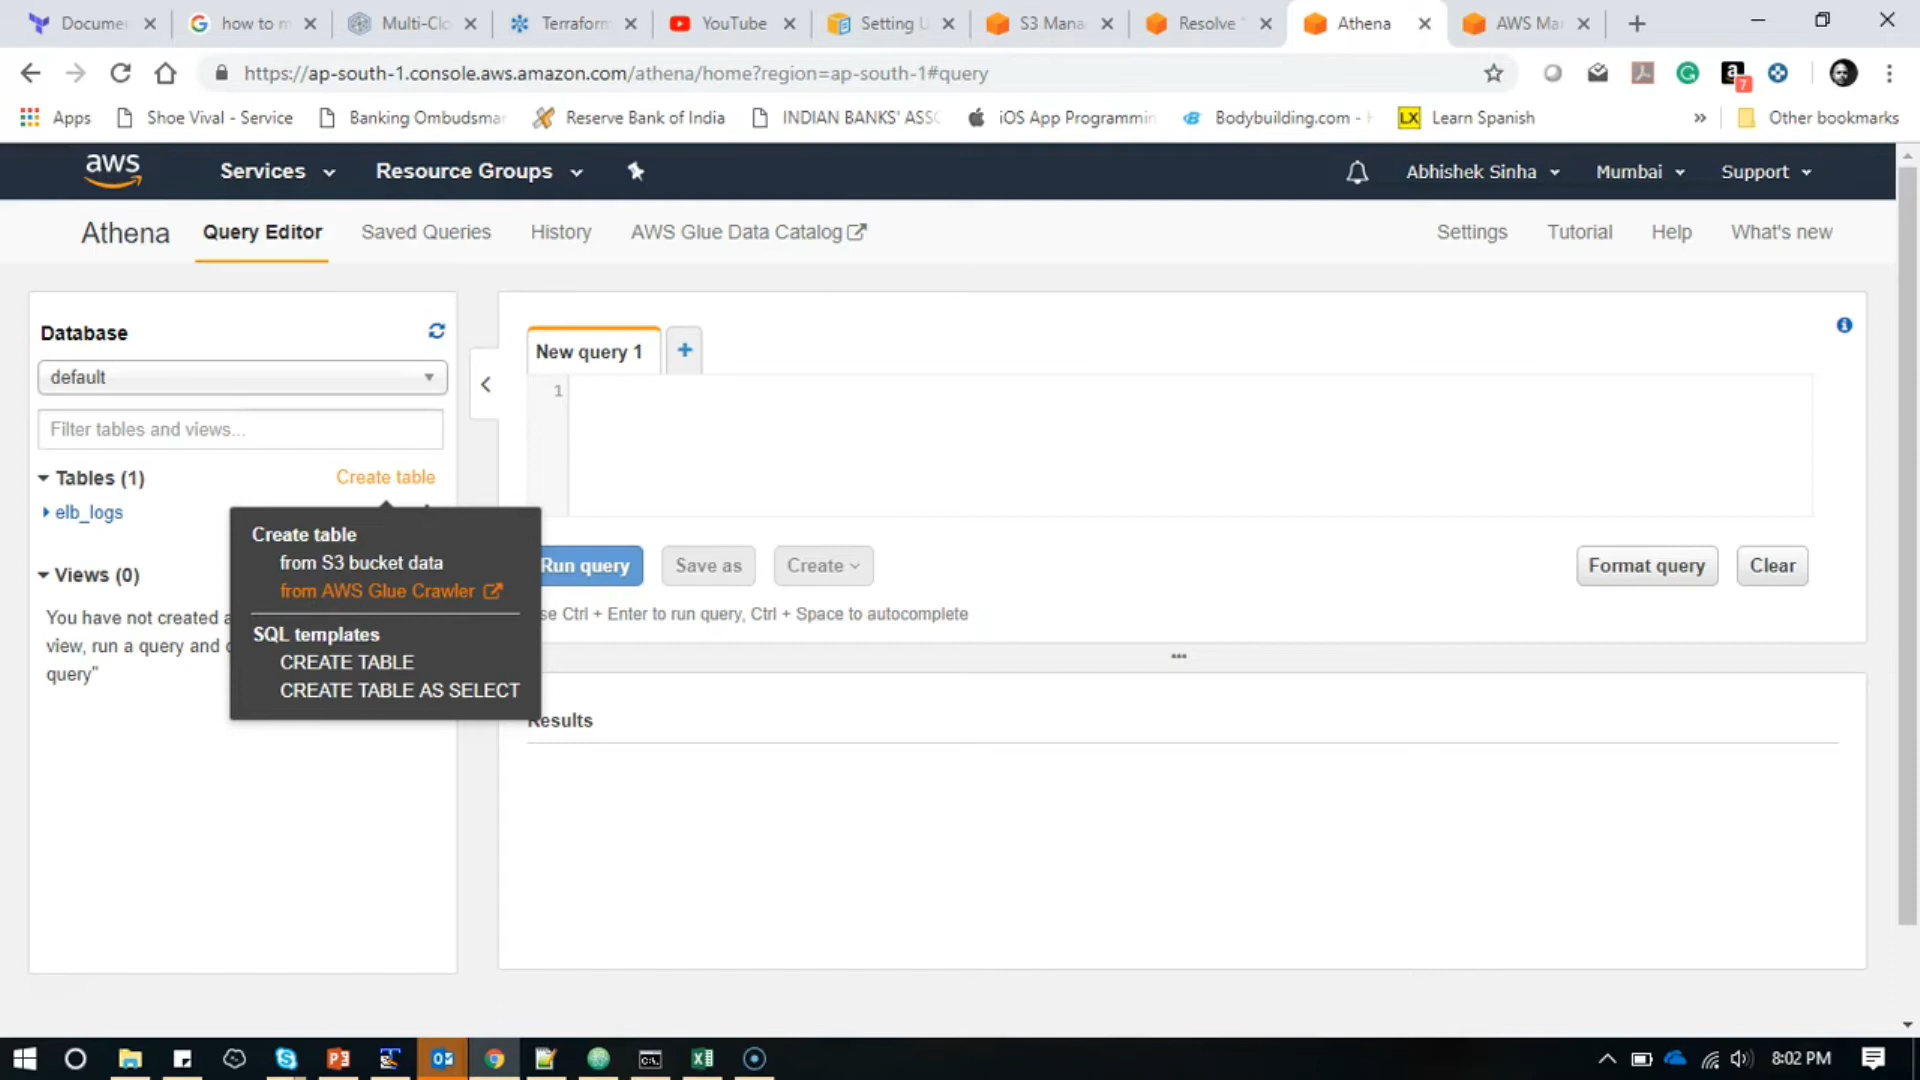 Documen
how to m
Multi-Clo
Terraform
YouTube
Setting U
S3 Mana
Resolve
Athena
AWS Man
https://ap-south-1.console.aws.amazon.com/athena/home?region=ap-south-1#query
7
Apps
Shoe Vival - Service
Banking Ombudsma
Reserve Bank of India
INDIAN BANKS' ASSO
iOS App Programmin
Bodybuilding.com -
LX Learn Spanish
»
Other bookmarks
aws
Services
Resource Groups
Abhishek Sinha
Mumbai
Support
Athena
Query Editor
Saved Queries
History
AWS Glue Data Catalog
Settings
Tutorial
Help
What's new
Database
default
Filter tables and views...
Tables (1)
Create table
elb_logs
Create table
from S3 bucket data
from AWS Glue Crawler
SQL templates
CREATE TABLE
CREATE TABLE AS SELECT
Views (0)
You have not created a
view, run a query and
query"
New query 1
+
1
Run query
Save as
Create
Format query
Clear
se Ctrl + Enter to run query, Ctrl + Space to autocomplete
Results
8:02 PM